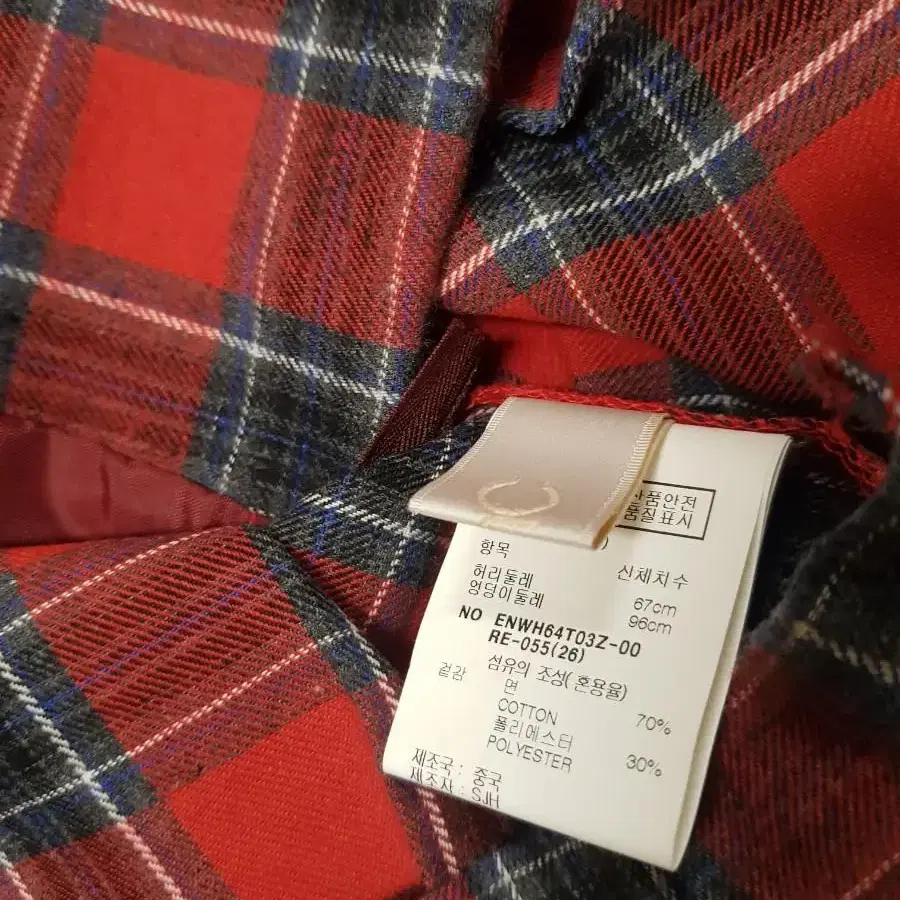 품안전
품질표시
항목 신체치수
허리둘레 67cm
엉덩이둘레 96cm
NO ENWH64T03Z-00
RE-055(26)
겉감 섬유의 조성(혼용율)
면
COTTON 70%
폴리에스터
POLYESTER 30%
제조국 : 중국
제조자 : SJH